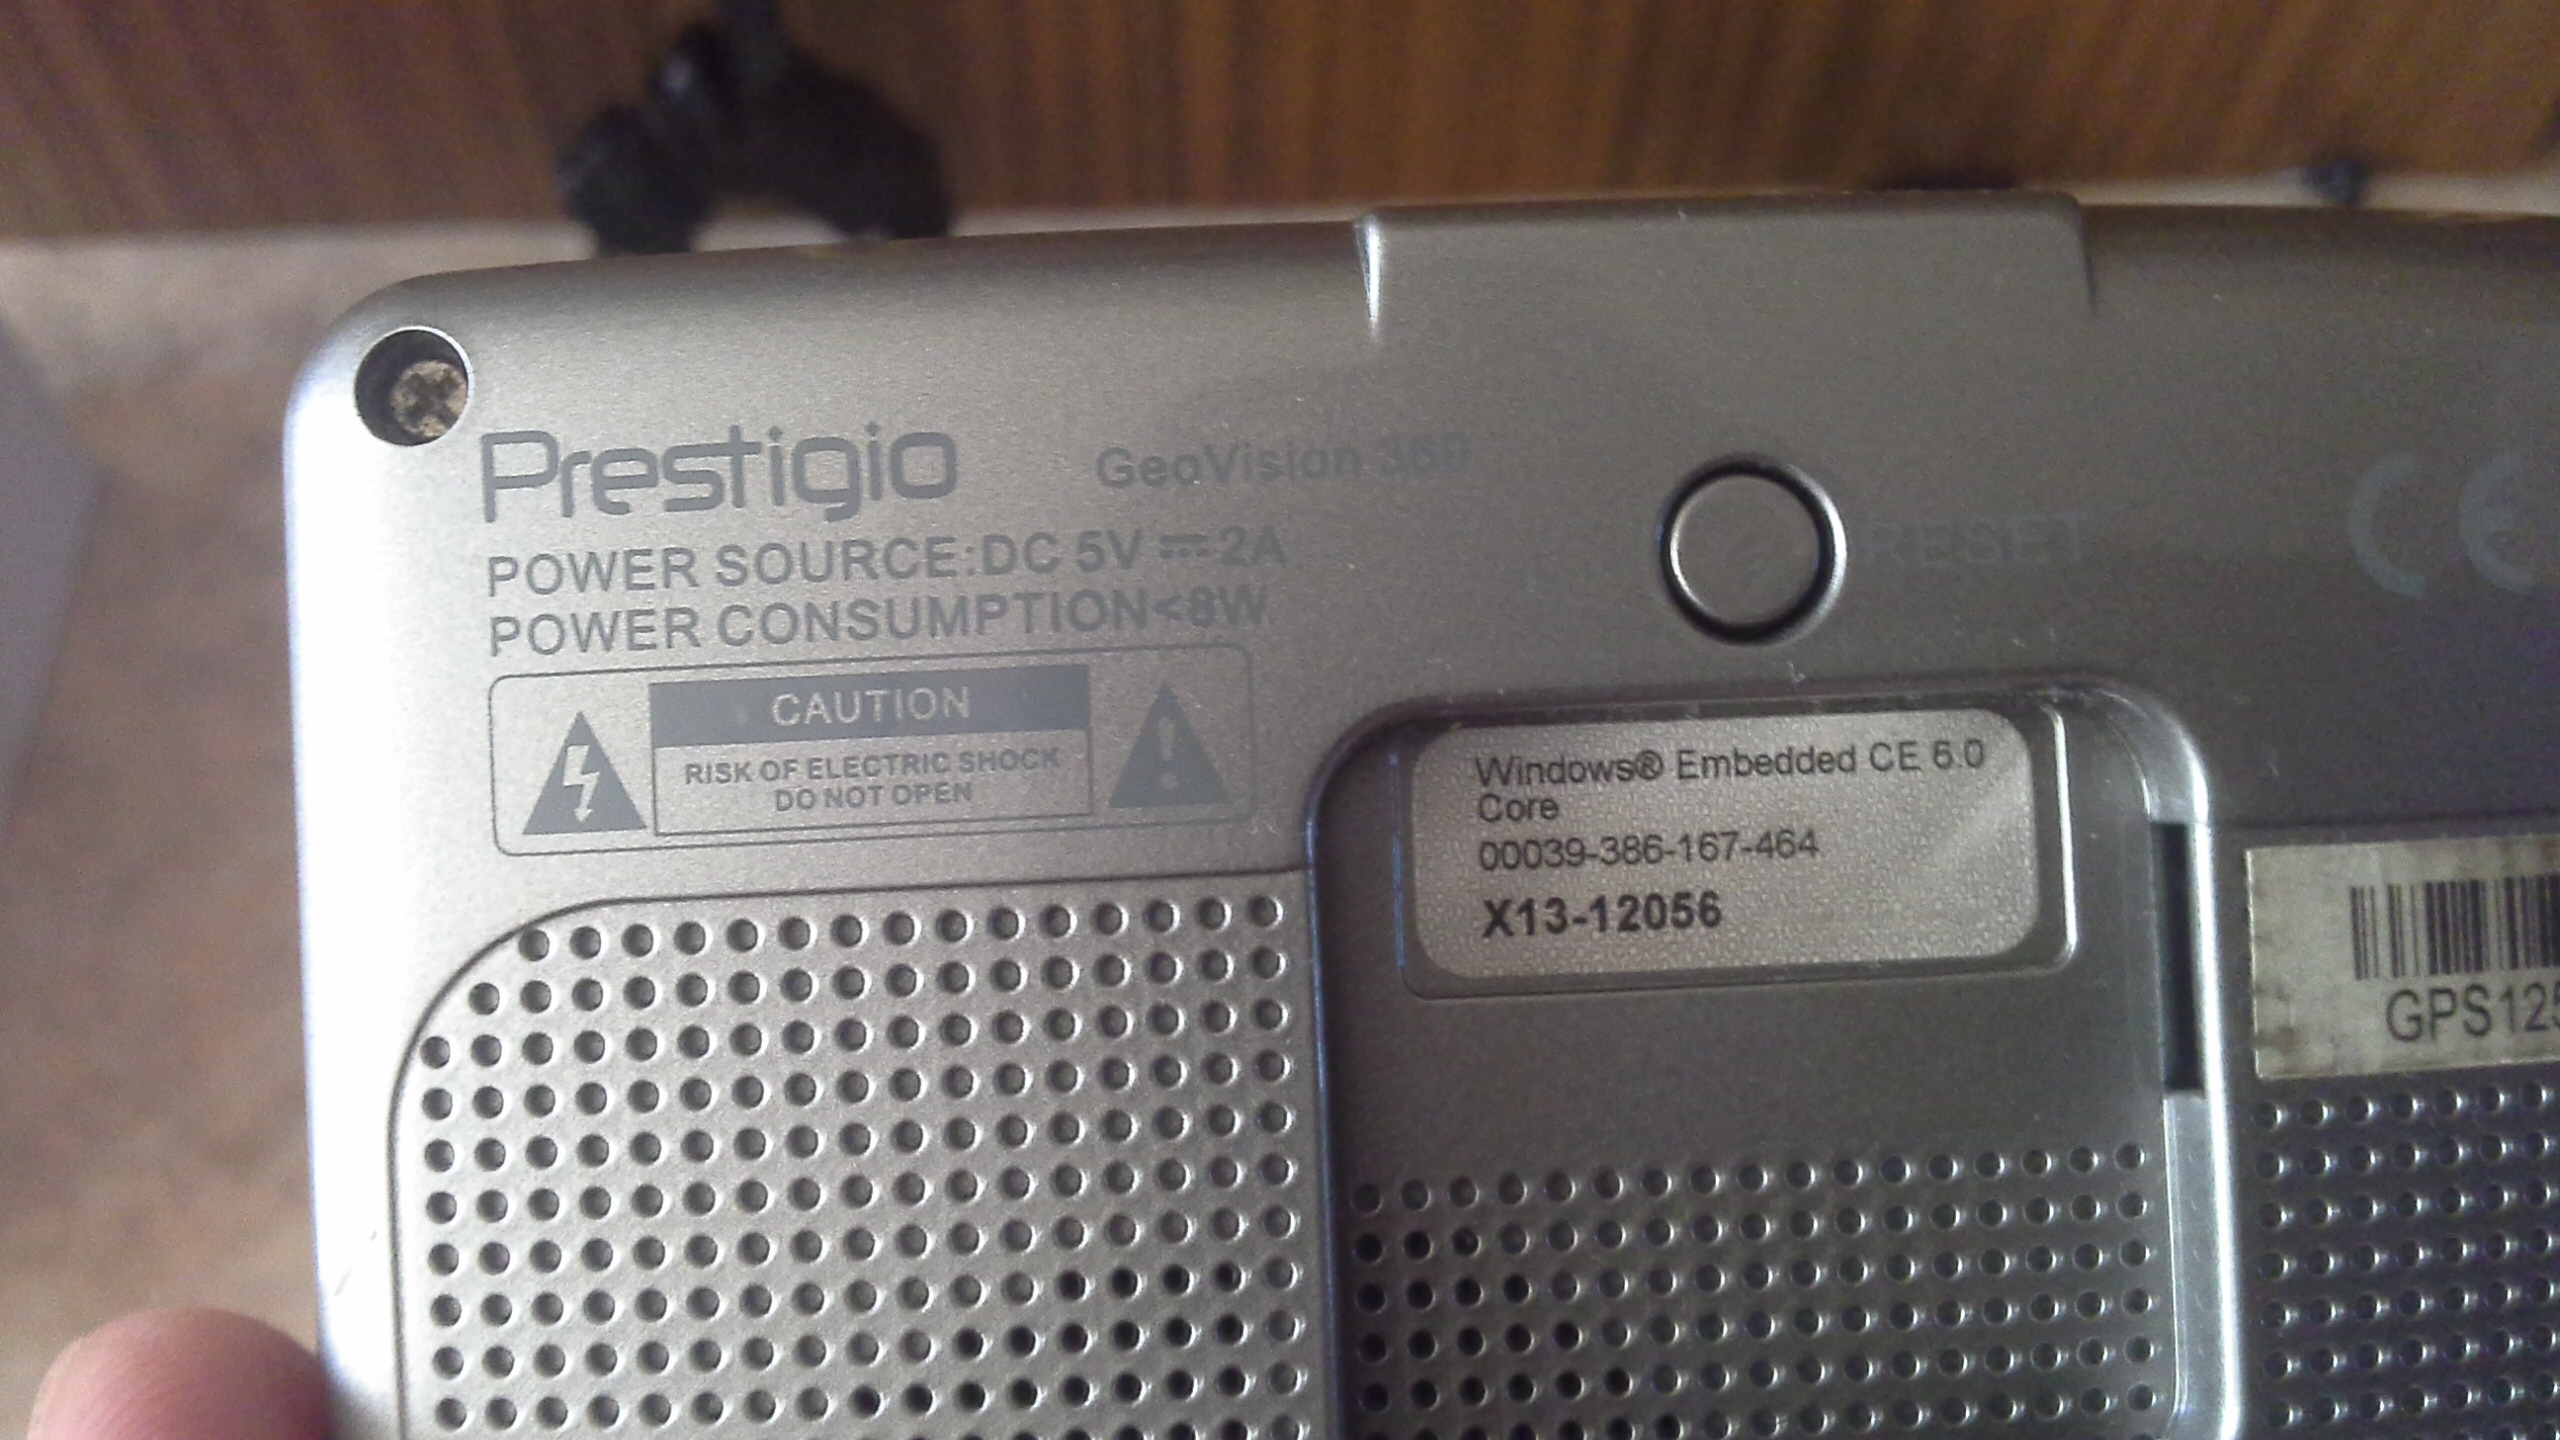 Prestigio
GeoVision
POWER SOURCE:DC 5V ⎓ 2A
POWER CONSUMPTION<8W
CAUTION
RISK OF ELECTRIC SHOCK
DO NOT OPEN
RESET
CE
Windows® Embedded CE 6.0
Core
00039-386-167-464
X13-12056
GPS125